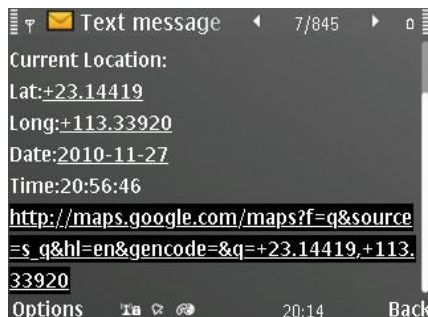 Text message 7/845
Current Location:
Lat:+23.14419
Long:+113.33920
Date:2010-11-27
Time:20:56:46
http://maps.google.com/maps?f=q&source
=s_q&hl=en&gencode=&q=+23.14419,+113.
33920
Options 20:14 Back